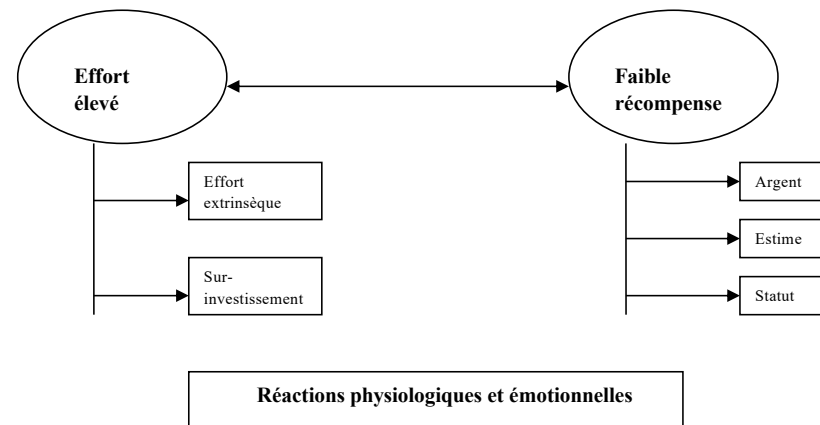 Effort
élevé
Faible
récompense
Effort
extrinsèque
Sur-
investissement
Argent
Estime
Statut
Réactions physiologiques et émotionnelles